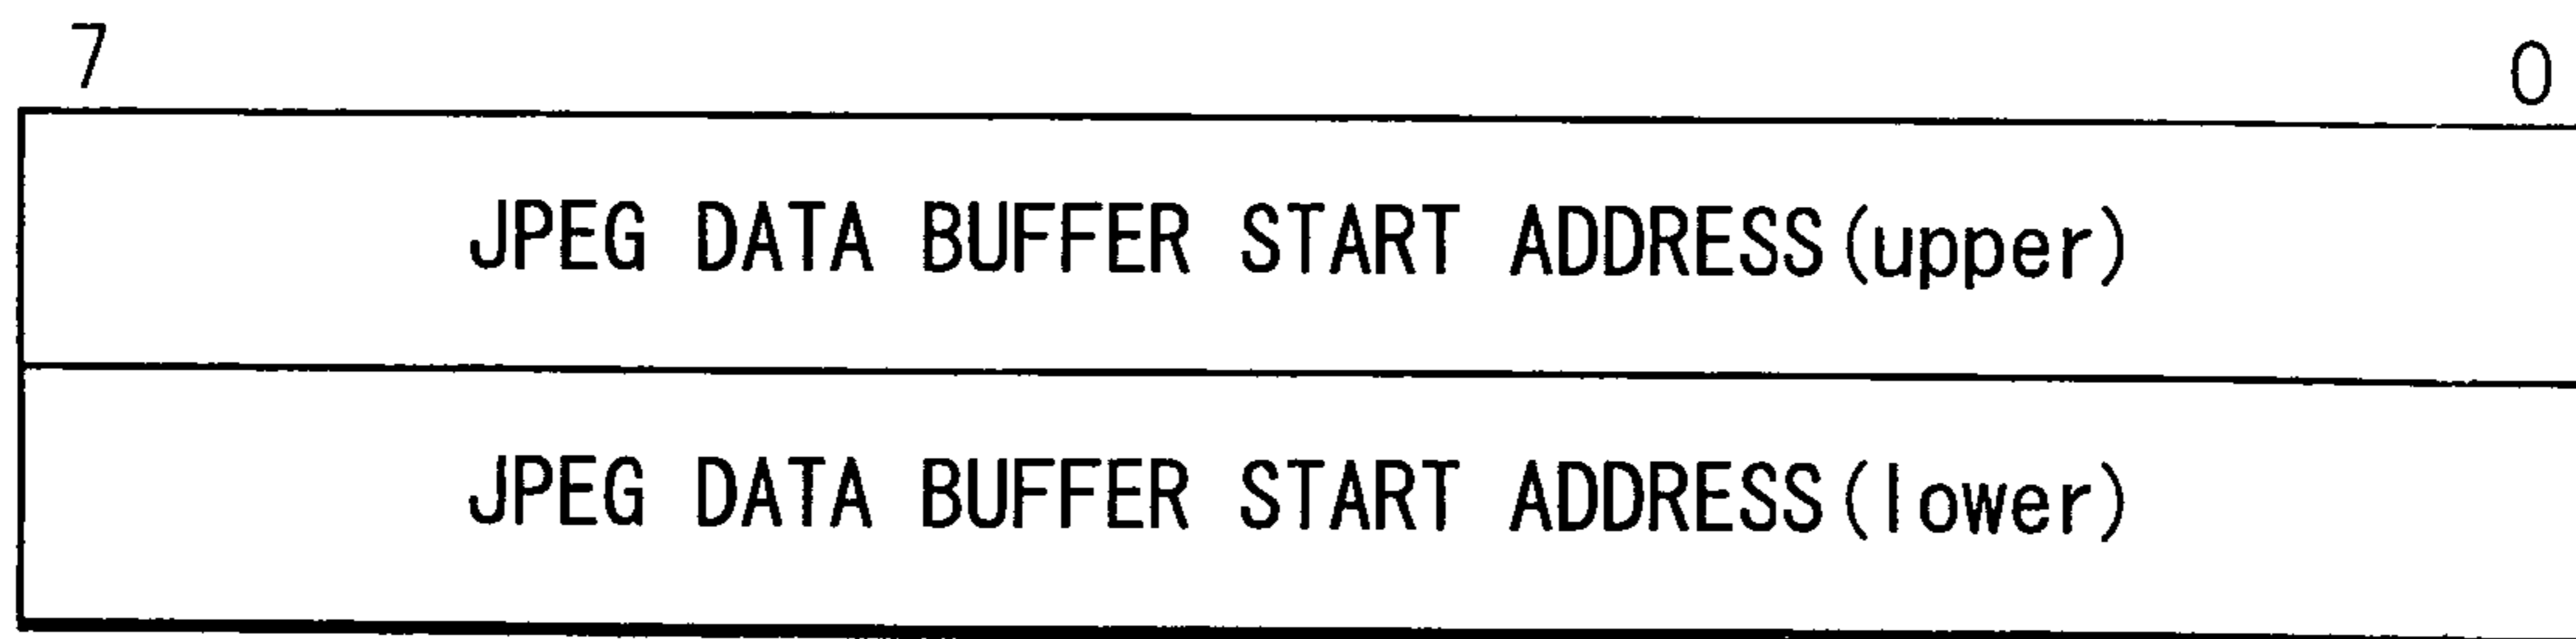 7 0
JPEG DATA BUFFER START ADDRESS(upper)
JPEG DATA BUFFER START ADDRESS(lower)